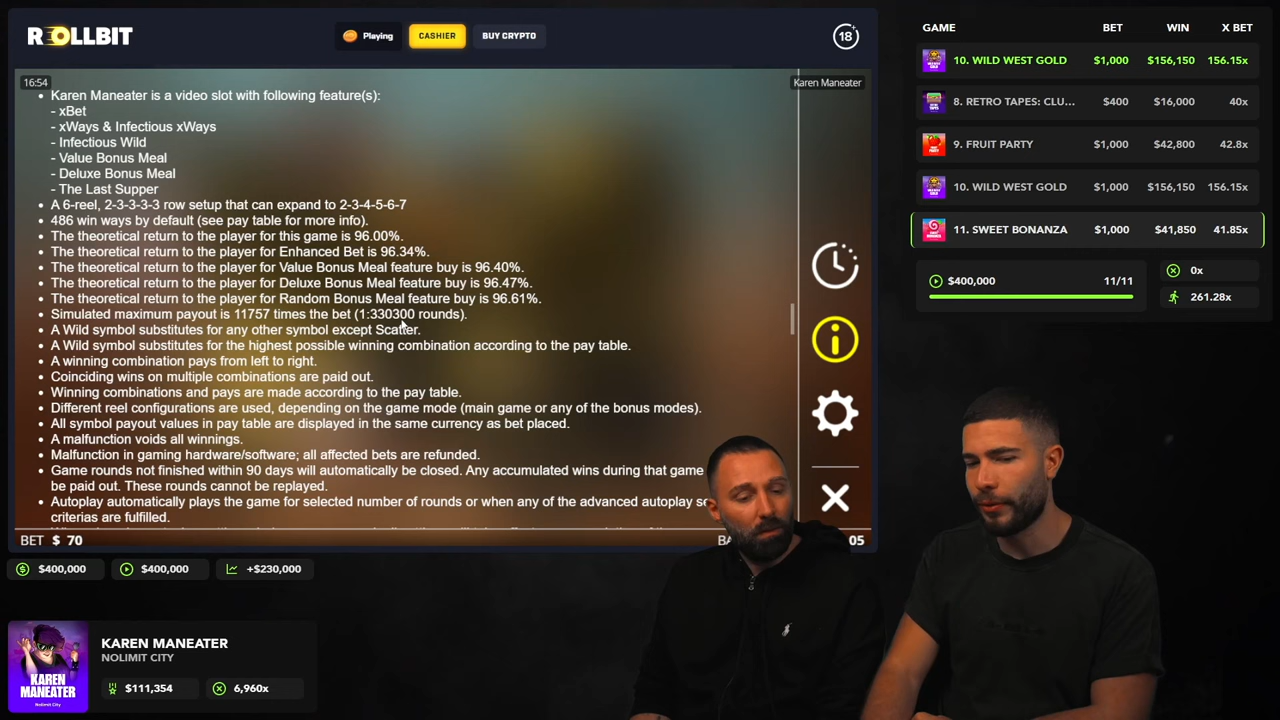 ROLLBIT
Playing
CASHIER
BUY CRYPTO
18
16:54
Karen Maneater
• Karen Maneater is a video slot with following feature(s):
- xBet
- xWays & Infectious xWays
- Infectious Wild
- Value Bonus Meal
- Deluxe Bonus Meal
- The Last Supper
• A 6-reel, 2-3-3-3-3-3 row setup that can expand to 2-3-4-5-6-7
• 486 win ways by default (see pay table for more info).
• The theoretical return to the player for this game is 96.00%.
• The theoretical return to the player for Enhanced Bet is 96.34%.
• The theoretical return to the player for Value Bonus Meal feature buy is 96.40%.
• The theoretical return to the player for Deluxe Bonus Meal feature buy is 96.47%.
• The theoretical return to the player for Random Bonus Meal feature buy is 96.61%.
• Simulated maximum payout is 11757 times the bet (1:330300 rounds).
• A Wild symbol substitutes for any other symbol except Scatter.
• A Wild symbol substitutes for the highest possible winning combination according to the pay table.
• A winning combination pays from left to right.
• Coinciding wins on multiple combinations are paid out.
• Winning combinations and pays are made according to the pay table.
• Different reel configurations are used, depending on the game mode (main game or any of the bonus modes).
• All symbol payout values in pay table are displayed in the same currency as bet placed.
• A malfunction voids all winnings.
• Malfunction in gaming hardware/software; all affected bets are refunded.
• Game rounds not finished within 90 days will automatically be closed. Any accumulated wins during that game
be paid out. These rounds cannot be replayed.
• Autoplay automatically plays the game for selected number of rounds or when any of the advanced autoplay se
criterias are fulfilled.
BET $ 70
BA
05
$400,000
$400,000
+$230,000
KAREN MANEATER
NOLIMIT CITY
$111,354
6,960x
KAREN
MANEATER
Nolimit City
GAME BET WIN X BET
10. WILD WEST GOLD $1,000 $156,150 156.15x
8. RETRO TAPES: CLU... $400 $16,000 40x
9. FRUIT PARTY $1,000 $42,800 42.8x
10. WILD WEST GOLD $1,000 $156,150 156.15x
11. SWEET BONANZA $1,000 $41,850 41.85x
$400,000 11/11
0x
261.28x